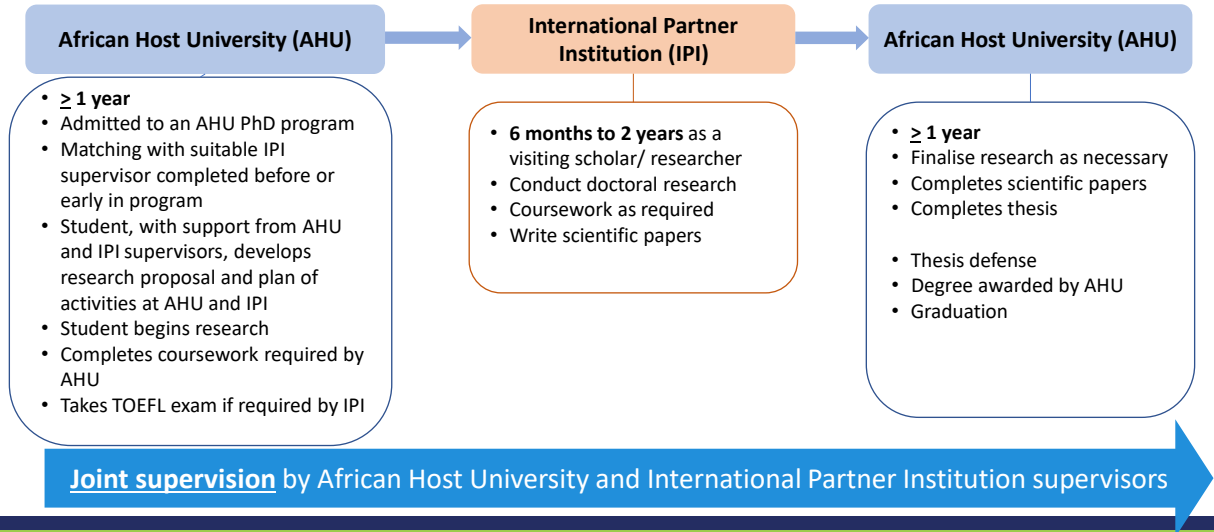 African Host University (AHU)
• ≥ 1 year
• Admitted to an AHU PhD program
• Matching with suitable IPI
supervisor completed before or
early in program
• Student, with support from AHU
and IPI supervisors, develops
research proposal and plan of
activities at AHU and IPI
• Student begins research
• Completes coursework required by
AHU
• Takes TOEFL exam if required by IPI
International Partner
Institution (IPI)
• 6 months to 2 years as a
visiting scholar/ researcher
• Conduct doctoral research
• Coursework as required
• Write scientific papers
African Host University (AHU)
• ≥ 1 year
• Finalise research as necessary
• Completes scientific papers
• Completes thesis
• Thesis defense
• Degree awarded by AHU
• Graduation
Joint supervision by African Host University and International Partner Institution supervisors